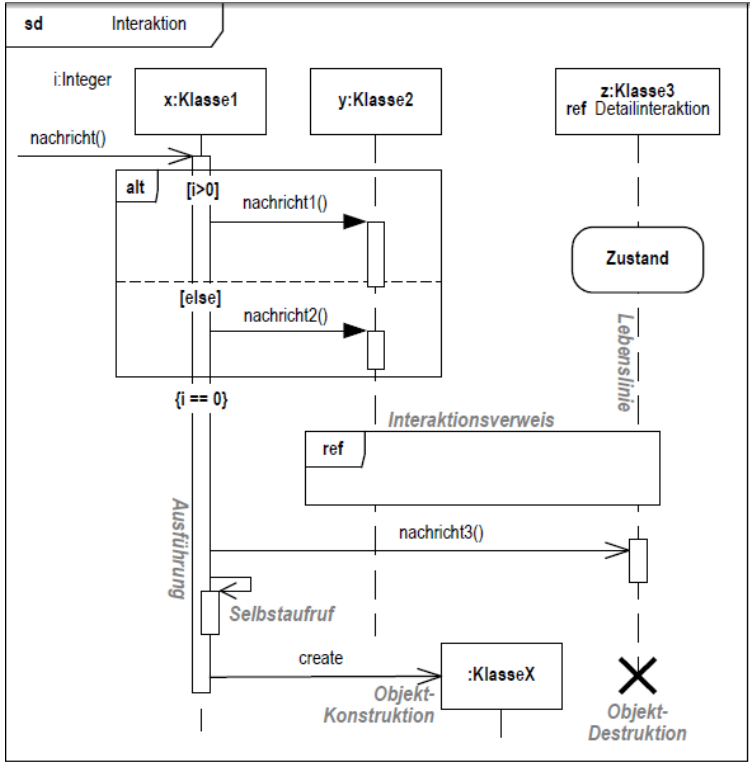 sd Interaktion
i:Integer
x:Klasse1
y:Klasse2
z:Klasse3
ref Detailinteraktion
nachricht()
alt
[i>0]
nachricht1()
Zustand
[else]
nachricht2()
Lebenslinie
{i == 0}
Interaktionsverweis
ref
Ausführung
nachricht3()
Selbstaufruf
create
:KlasseX
Objekt-
Konstruktion
Objekt-
Destruktion